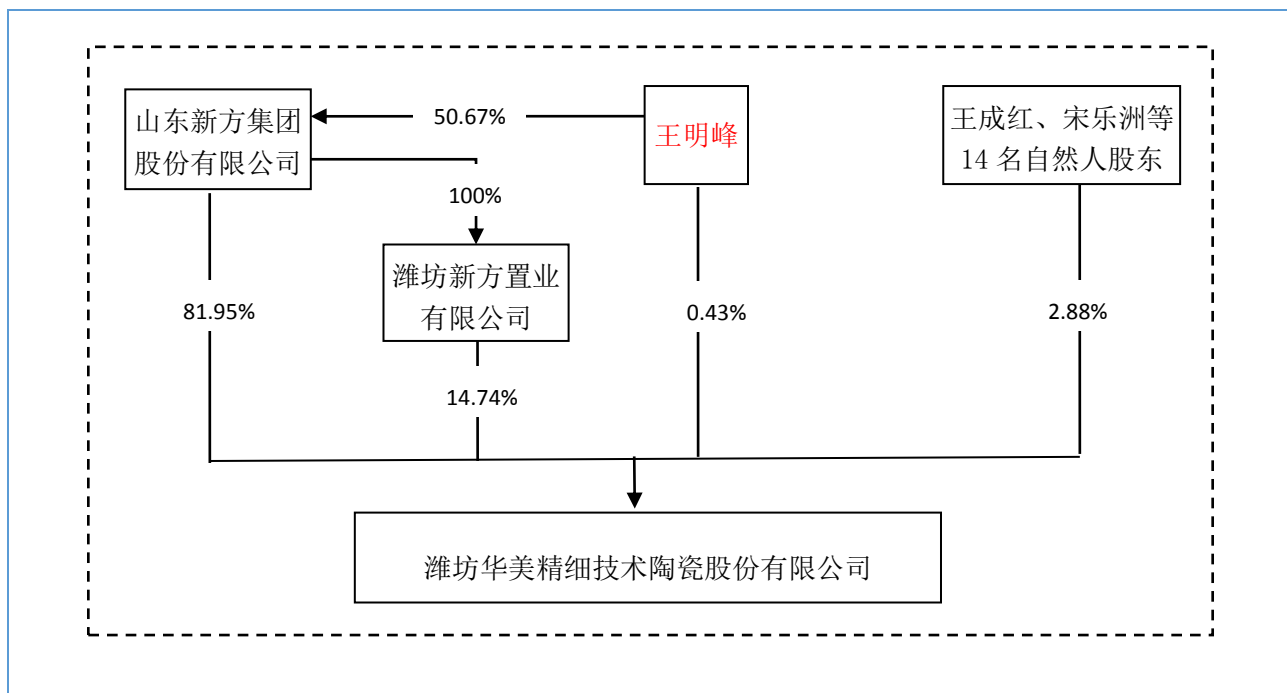 山东新方集团
股份有限公司
50.67%
王明峰
王成红、宋乐洲等
14 名自然人股东
100%
潍坊新方置业
有限公司
81.95%
0.43%
2.88%
14.74%
潍坊华美精细技术陶瓷股份有限公司